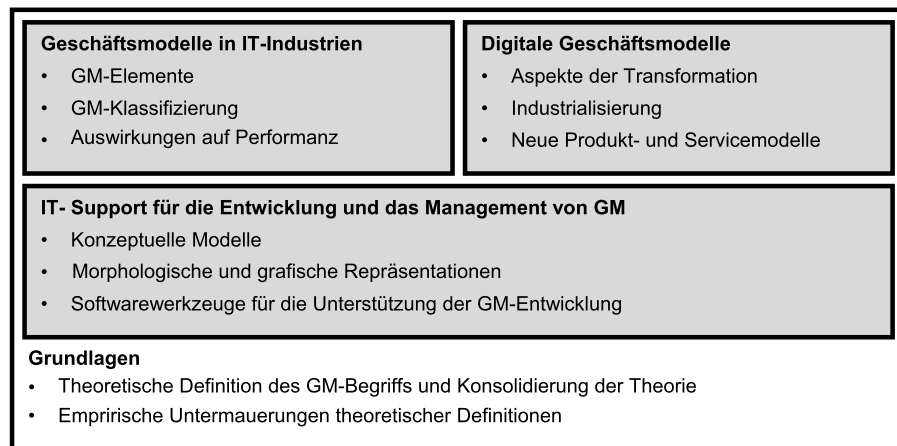 Geschäftsmodelle in IT-Industrien
• GM-Elemente
• GM-Klassifizierung
• Auswirkungen auf Performanz
Digitale Geschäftsmodelle
• Aspekte der Transformation
• Industrialisierung
• Neue Produkt- und Servicemodelle
IT- Support für die Entwicklung und das Management von GM
• Konzeptuelle Modelle
• Morphologische und grafische Repräsentationen
• Softwarewerkzeuge für die Unterstützung der GM-Entwicklung
Grundlagen
• Theoretische Definition des GM-Begriffs und Konsolidierung der Theorie
• Emprirische Untermauerungen theoretischer Definitionen